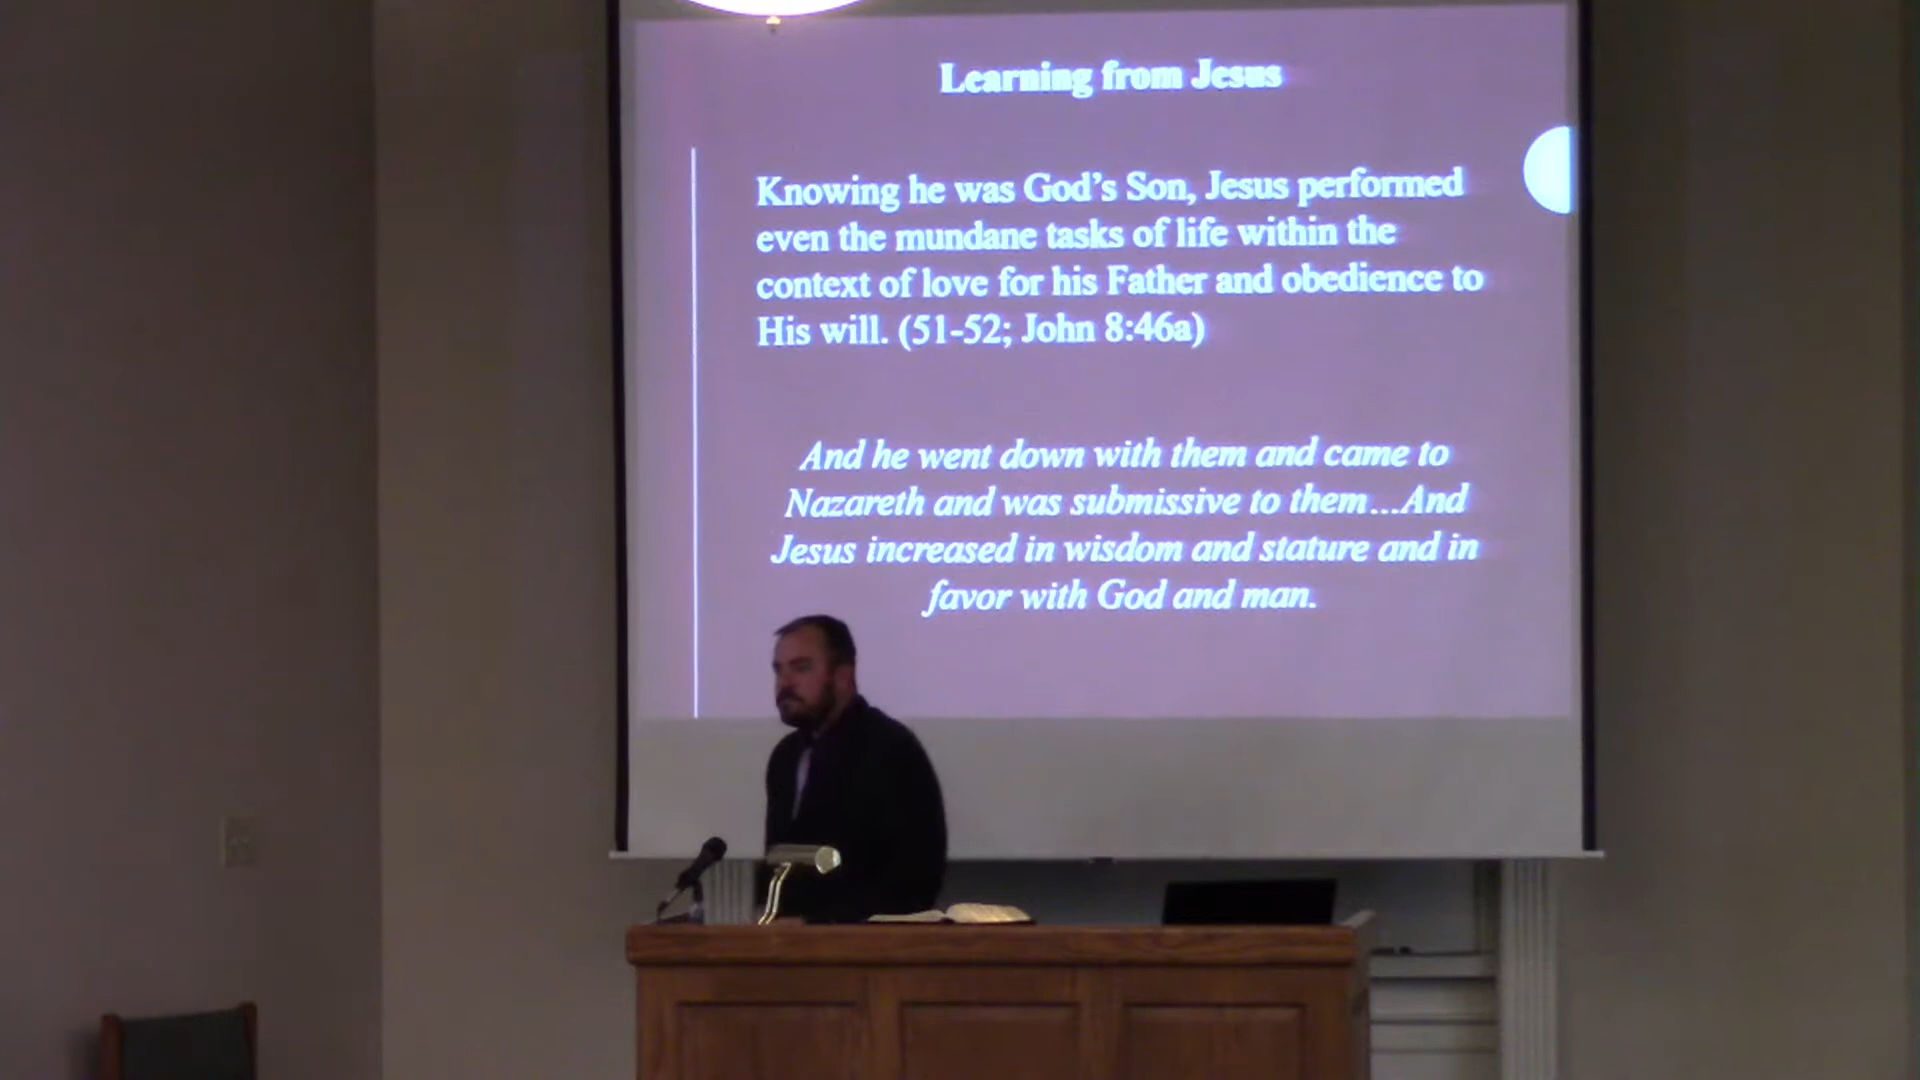 Learning from Jesus
Knowing he was God's Son, Jesus performed
even the mundane tasks of life within the
context of love for his Father and obedience to
His will. (51-52; John 8:46a)
And he went down with them and came to
Nazareth and was submissive to them...And
Jesus increased in wisdom and stature and in
favor with God and man.